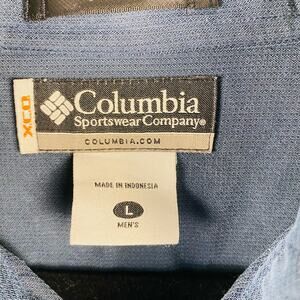 XCO
Columbia
Sportswear Company®
COLUMBIA.COM
MADE IN INDONESIA
L
MEN'S